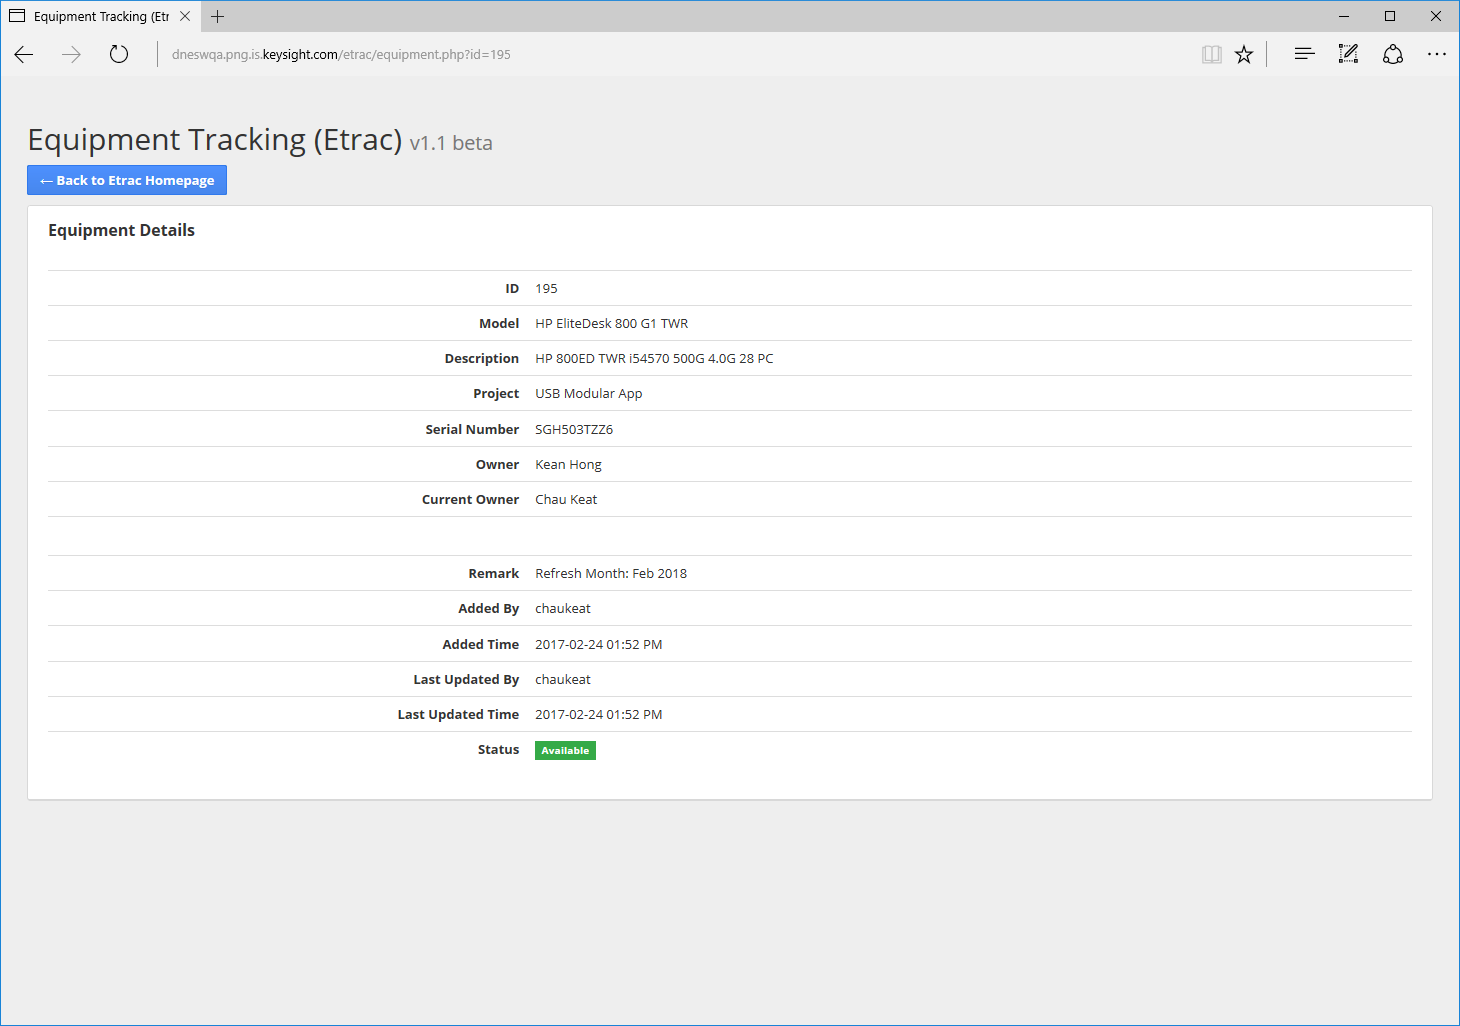 Equipment Tracking (Etr
dneswqa.png.is.keysight.com/etrac/equipment.php?id=195
Equipment Tracking (Etrac) v1.1 beta
← Back to Etrac Homepage
Equipment Details
ID 195
Model HP EliteDesk 800 G1 TWR
Description HP 800ED TWR i54570 500G 4.0G 28 PC
Project USB Modular App
Serial Number SGH503TZZ6
Owner Kean Hong
Current Owner Chau Keat
Remark Refresh Month: Feb 2018
Added By chaukeat
Added Time 2017-02-24 01:52 PM
Last Updated By chaukeat
Last Updated Time 2017-02-24 01:52 PM
Status Available